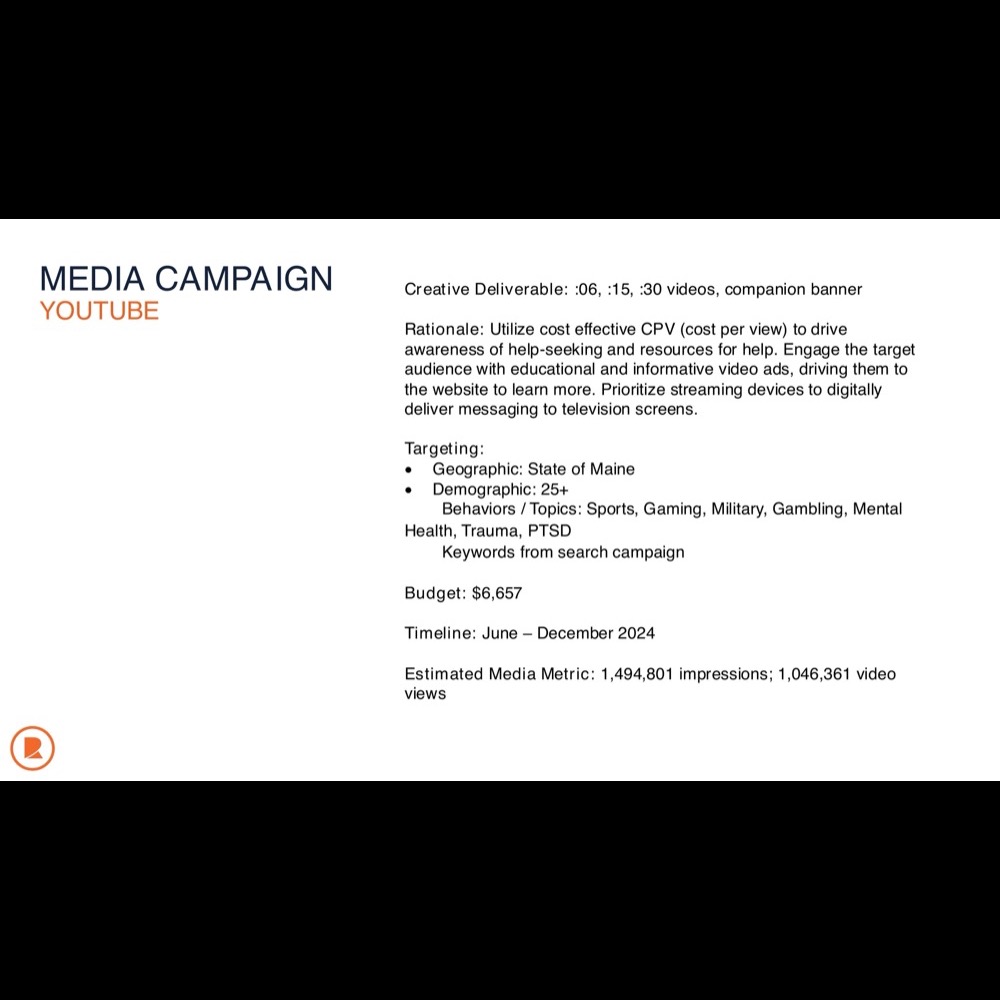 MEDIA CAMPAIGN
YOUTUBE
Creative Deliverable: :06, :15, :30 videos, companion banner
Rationale: Utilize cost effective CPV (cost per view) to drive
awareness of help-seeking and resources for help. Engage the target
audience with educational and informative video ads, driving them to
the website to learn more. Prioritize streaming devices to digitally
deliver messaging to television screens.
Targeting:
• Geographic: State of Maine
• Demographic: 25+
Behaviors / Topics: Sports, Gaming, Military, Gambling, Mental
Health, Trauma, PTSD
Keywords from search campaign
Budget: $6,657
Timeline: June – December 2024
Estimated Media Metric: 1,494,801 impressions; 1,046,361 video
views
R